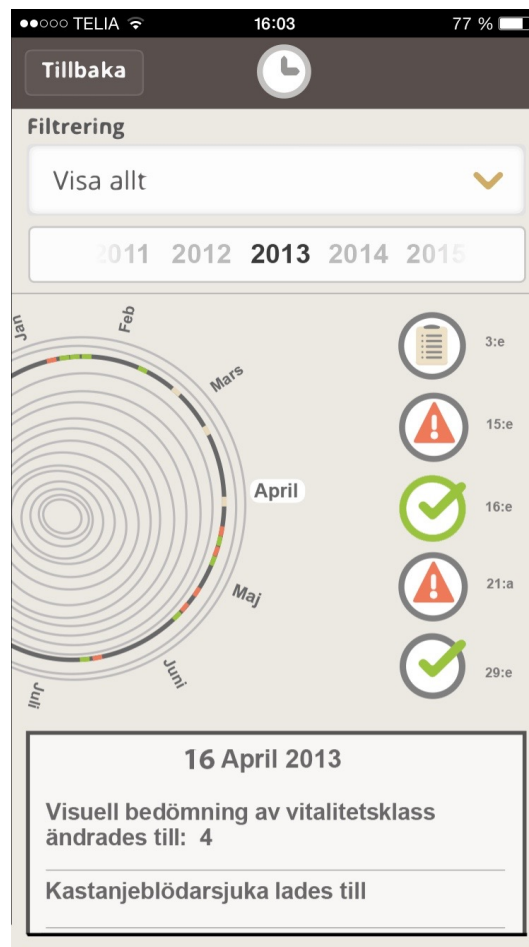 TELIA 16:03 77 %
Tillbaka
Filtrering
Visa allt
2011 2012 2013 2014 2015
Jan
Feb
Mars
April
Maj
Juni
Juli
3:e
15:e
16:e
21:a
29:e
16 April 2013
Visuell bedömning av vitalitetsklass
ändrades till: 4
Kastanjeblödarsjuka lades till